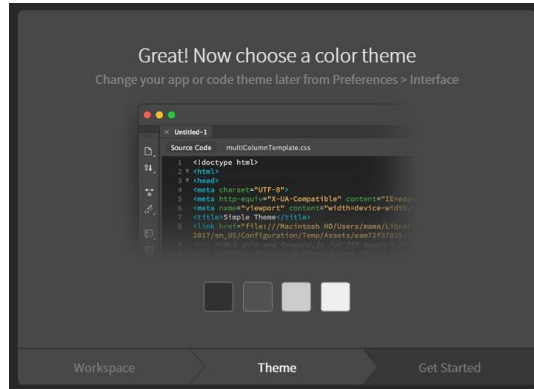 Great! Now choose a color theme
Change your app or code theme later from Preferences > Interface
× Untitled-1
Source Code multiColumnTemplate.css
1 <!doctype html>
2 <html>
3 <head>
4 <meta charset="UTF-8">
5 <meta http-equiv="X-UA-Compatible" content="IE=edge
6 <meta name="viewport" content="width=device-width,
7 <title>Simple Theme</title>
8 <link href="file:///Macintosh HD/Users/mama/Library
2017/en_US/Configuration/Temp/Assets/eam72f37820
Workspace
Theme
Get Started